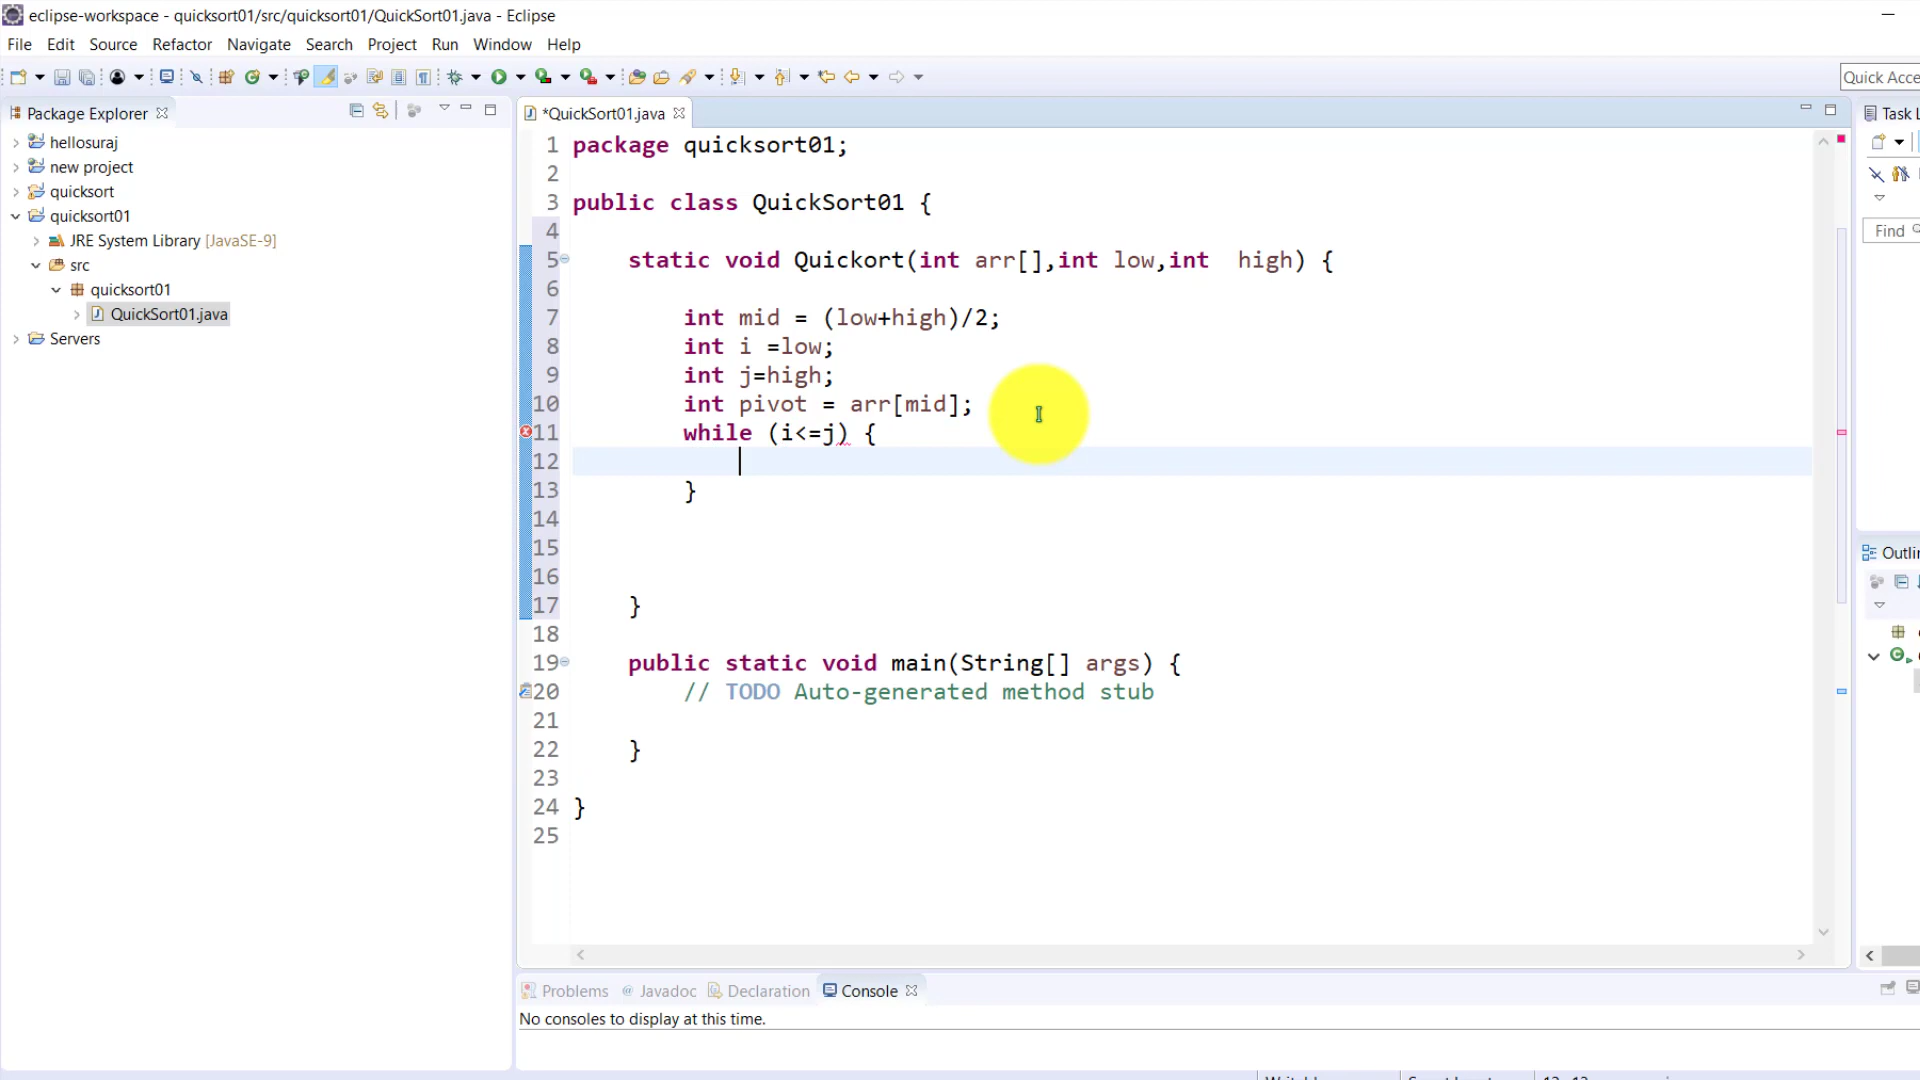 eclipse-workspace - quicksort01/src/quicksort01/QuickSort01.java - Eclipse
File Edit Source Refactor Navigate Search Project Run Window Help
Quick Acce
Package Explorer
hellosuraj
new project
quicksort
quicksort01
JRE System Library [JavaSE-9]
src
quicksort01
QuickSort01.java
Servers
*QuickSort01.java
1 package quicksort01;
2
3 public class QuickSort01 {
4
5 static void Quickort(int arr[],int low,int  high) {
6
7 int mid = (low+high)/2;
8 int i =low;
9 int j=high;
10 int pivot = arr[mid];
11 while (i<=j) {
12
13 }
14
15
16
17 }
18
19 public static void main(String[] args) {
20 // TODO Auto-generated method stub
21
22 }
23
24 }
25
Task L
Find
Outlin
Problems @ Javadoc Declaration Console
No consoles to display at this time.